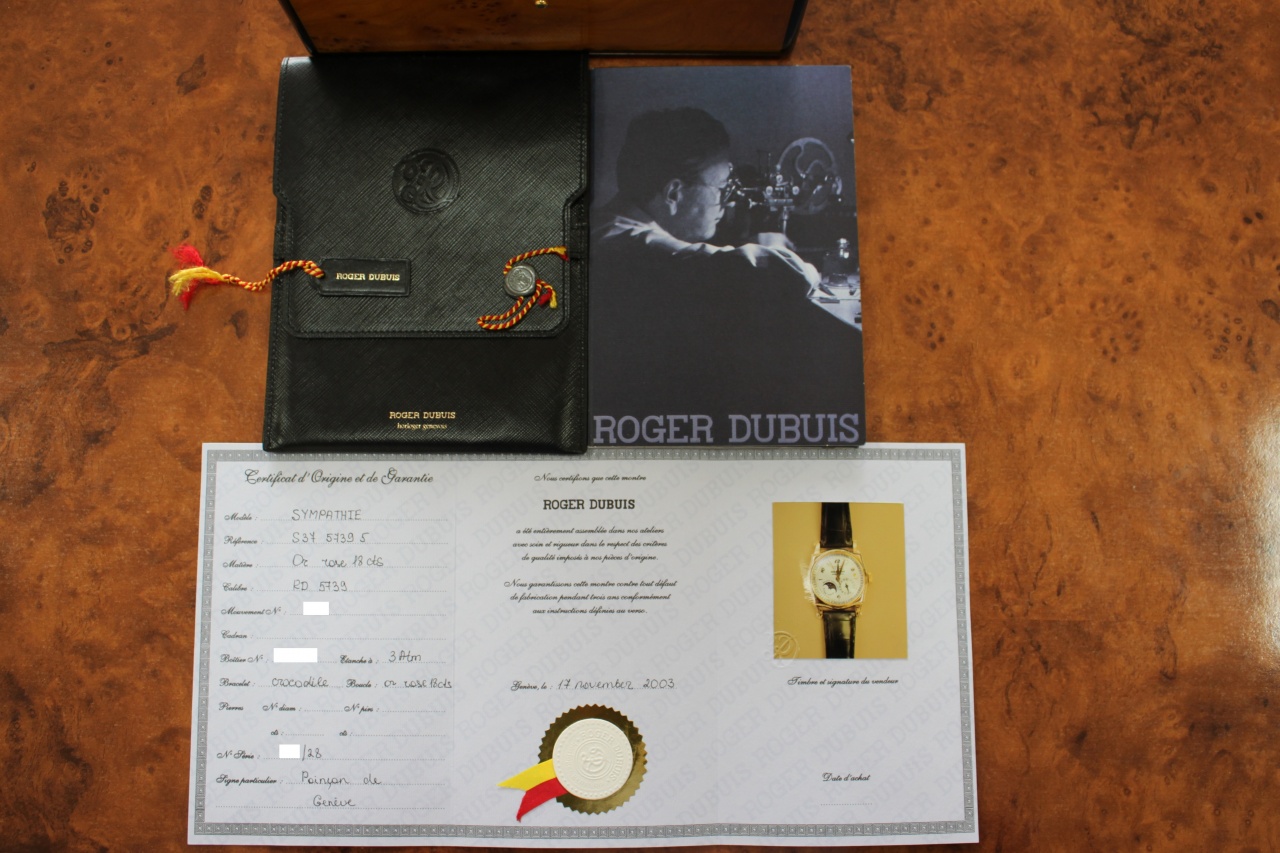 ROGER DUBUIS
ROGER DUBUIS
horloger genevois
ROGER DUBUIS
Certificat d'Origine et de Garantie
Modèle : SYMPATHIE
Référence : S37 5739 5
Matière : Or rose 18 cts
Calibre : RD 5739
Mouvement N° :
Cadran :
Boîtier N° : Etanche à : 3 Atm
Bracelet : crocodile Boucle : or rose 18cts
Pierres N° diam : N° pier :
cts : cts :
N° Série : /28
Signe particulier : Poinçon de
Genève
Nous certifions que cette montre
ROGER DUBUIS
a été entièrement assemblée dans nos ateliers
avec soin et rigueur dans le respect des critères
de qualité imposés à nos pièces d'origine.
Nous garantissons cette montre contre tout défaut
de fabrication pendant trois ans conformément
aux instructions définies au verso.
Genève, le : 17 november 2003
Timbre et signature du vendeur
Date d'achat